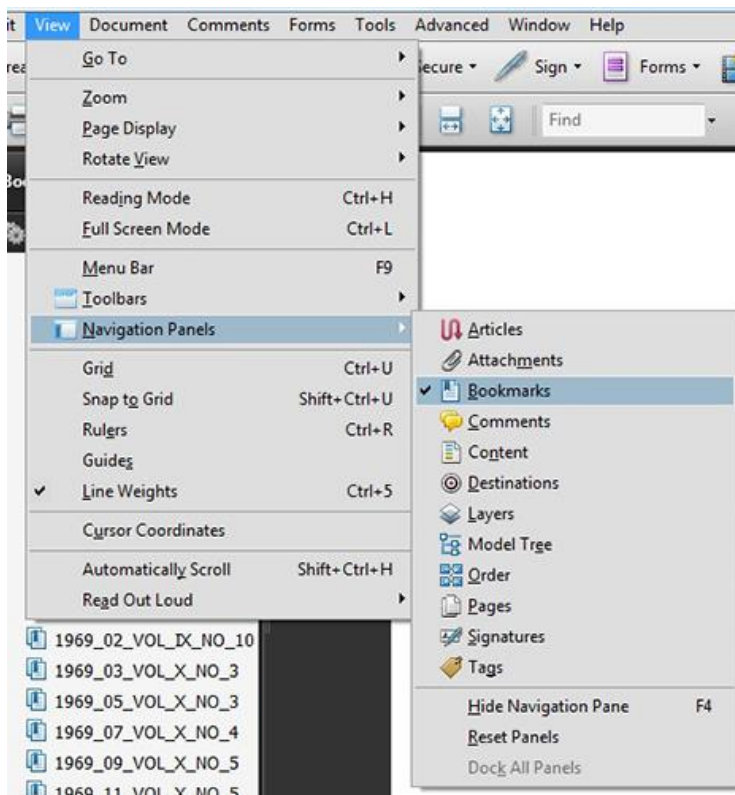 it View Document Comments Forms Tools Advanced Window Help
Secure Sign Forms
Find
Go To
Zoom
Page Display
Rotate View
Reading Mode Ctrl+H
Full Screen Mode Ctrl+L
Menu Bar F9
Toolbars
Navigation Panels
Grid Ctrl+U
Snap to Grid Shift+Ctrl+U
Rulers Ctrl+R
Guides
Line Weights Ctrl+5
Cursor Coordinates
Automatically Scroll Shift+Ctrl+H
Read Out Loud
Articles
Attachments
Bookmarks
Comments
Content
Destinations
Layers
Model Tree
Order
Pages
Signatures
Tags
Hide Navigation Pane F4
Reset Panels
Dock All Panels
1969_02_VOL_IX_NO_10
1969_03_VOL_X_NO_3
1969_05_VOL_X_NO_3
1969_07_VOL_X_NO_4
1969_09_VOL_X_NO_5
1969_11_VOL_X_NO_5